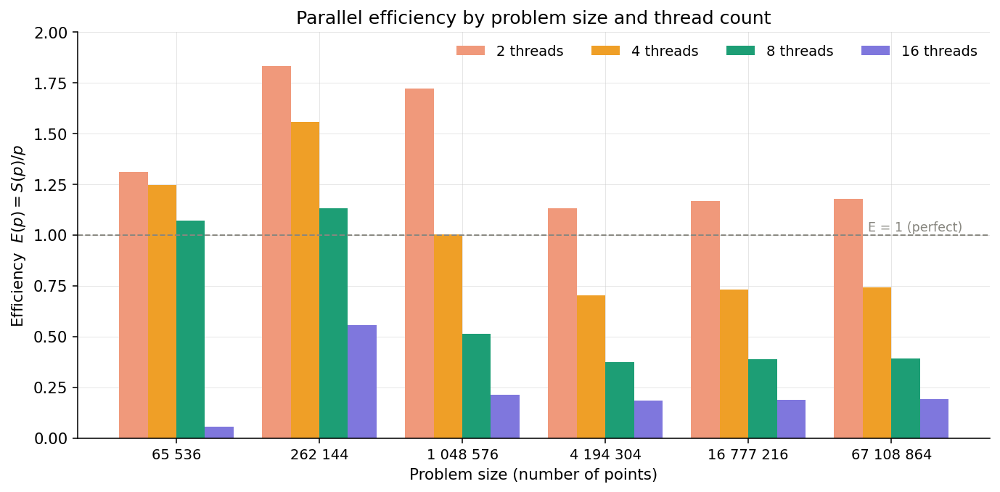 Parallel efficiency by problem size and thread count
2 threads 4 threads 8 threads 16 threads
Efficiency E(p) = S(p)/p
2.00
1.75
1.50
1.25
1.00
0.75
0.50
0.25
0.00
E = 1 (perfect)
65 536 262 144 1 048 576 4 194 304 16 777 216 67 108 864
Problem size (number of points)